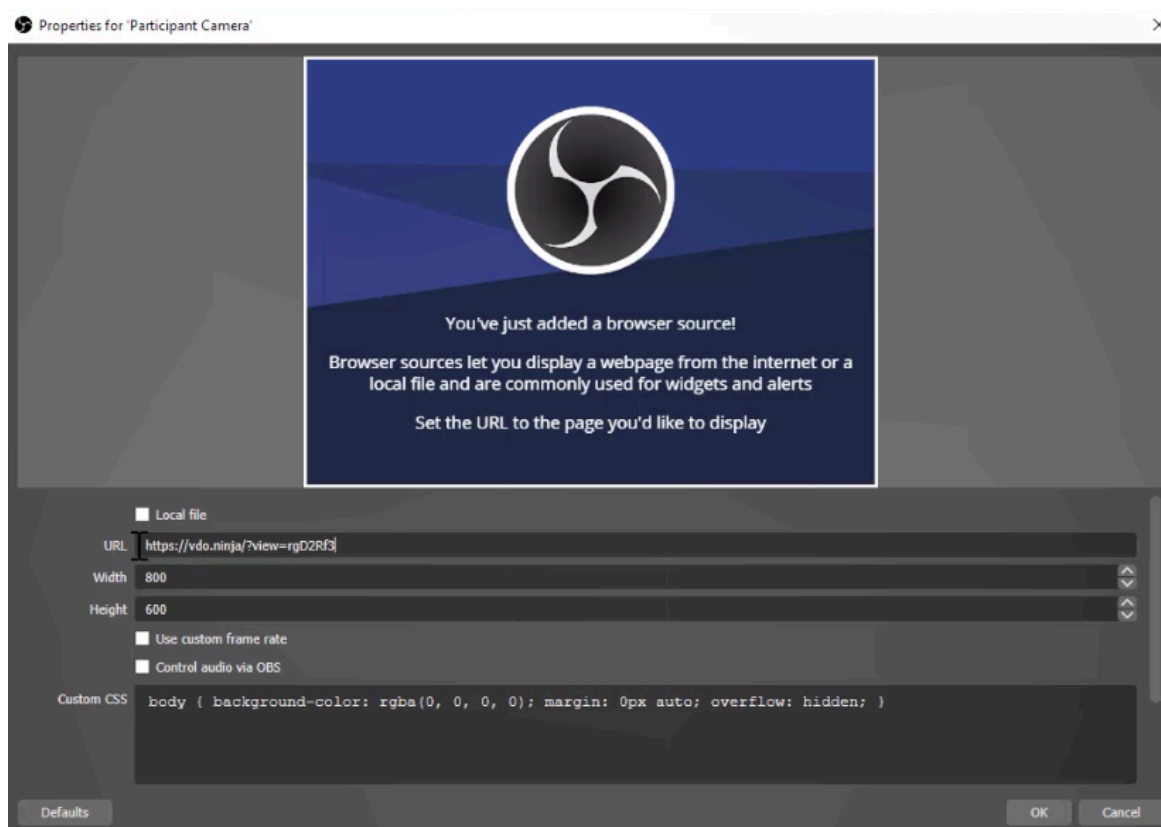 Properties for 'Participant Camera'
You've just added a browser source!
Browser sources let you display a webpage from the internet or a
local file and are commonly used for widgets and alerts
Set the URL to the page you'd like to display
Local file
URL https://vdo.ninja/?view=rgD2Rf3
Width 800
Height 600
Use custom frame rate
Control audio via OBS
Custom CSS body { background-color: rgba(0, 0, 0, 0); margin: 0px auto; overflow: hidden; }
Defaults OK Cancel